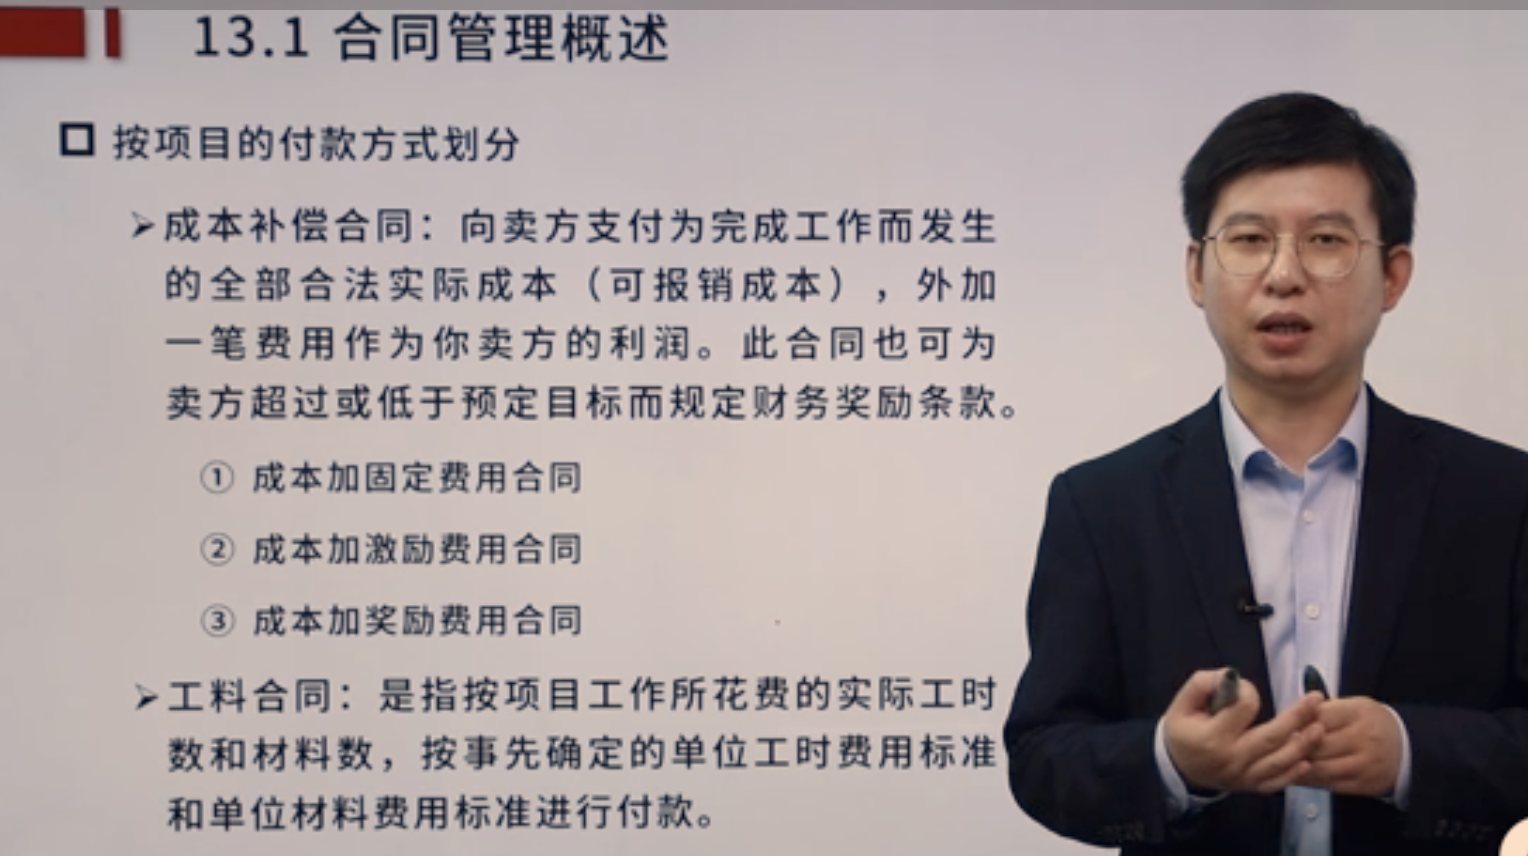 13.1 合同管理概述
按项目的付款方式划分
成本补偿合同：向卖方支付为完成工作而发生
的全部合法实际成本（可报销成本），外加
一笔费用作为你卖方的利润。此合同也可为
卖方超过或低于预定目标而规定财务奖励条款。
① 成本加固定费用合同
② 成本加激励费用合同
③ 成本加奖励费用合同
工料合同：是指按项目工作所花费的实际工时
数和材料数，按事先确定的单位工时费用标准
和单位材料费用标准进行付款。